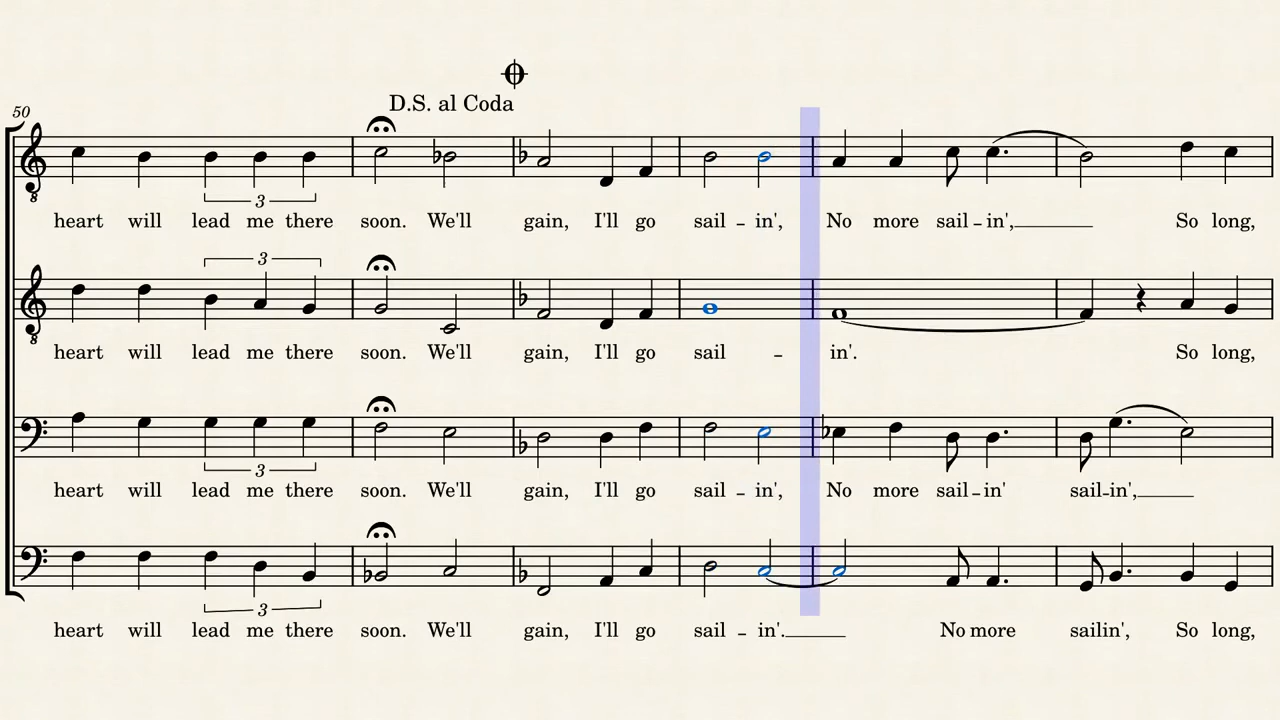 D.S. al Coda
50
3
heart will lead me there soon. We'll gain, I'll go sail - in', No more sail - in', So long,
3
heart will lead me there soon. We'll gain, I'll go sail - in'. So long,
3
heart will lead me there soon. We'll gain, I'll go sail - in', No more sail - in' sail - in',
3
heart will lead me there soon. We'll gain, I'll go sail - in'. No more sailin', So long,